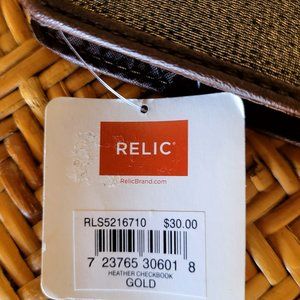 RELIC
RelicBrand.com
RLS5216710 $30.00
7 23765 30601 8
HEATHER CHECKBOOK
GOLD